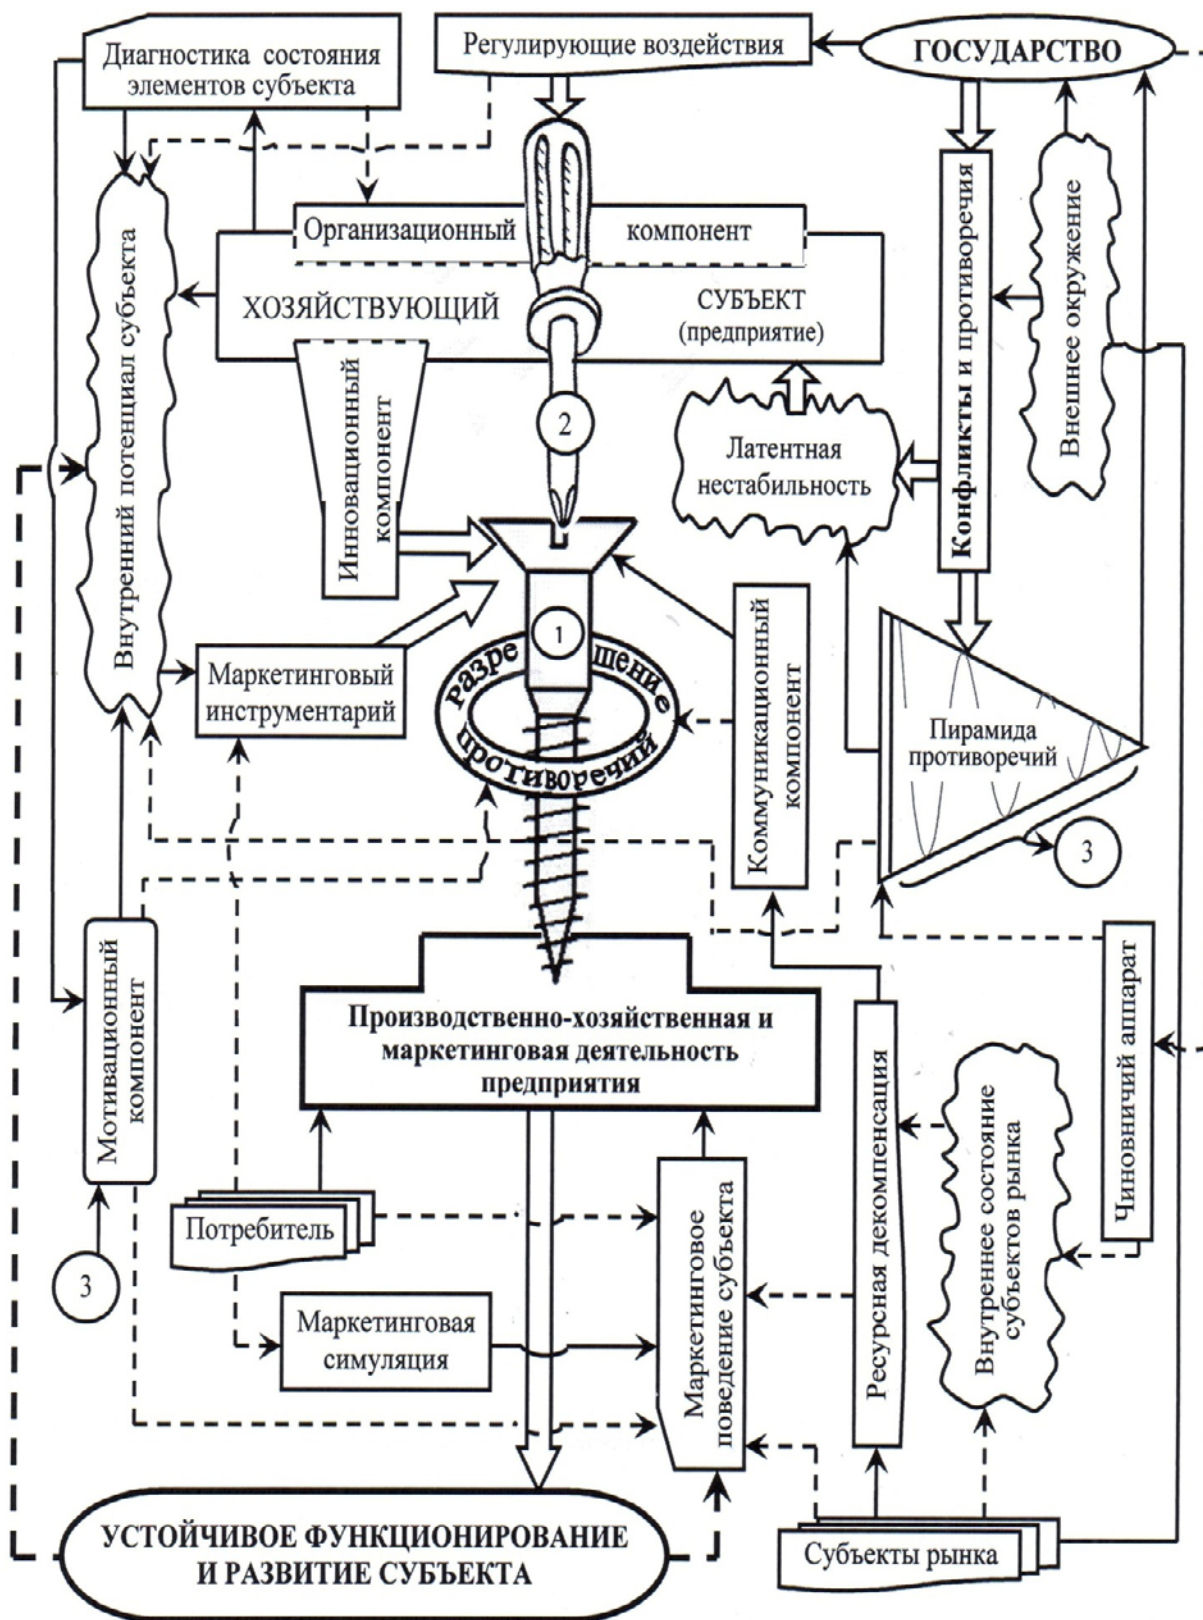 Диагностика состояния
элементов субъекта
Регулирующие воздействия
ГОСУДАРСТВО
Организационный компонент
ХОЗЯЙСТВУЮЩИЙ
СУБЪЕКТ
(предприятие)
Внутренний потенциал субъекта
Инновационный
компонент
2
Латентная
нестабильность
Конфликты и противоречия
Внешнее окружение
Маркетинговый
инструментарий
1
Разрешение
противоречий
Коммуникационный
компонент
Пирамида
противоречий
3
Мотивационный
компонент
Производственно-хозяйственная и
маркетинговая деятельность
предприятия
Чиновничий аппарат
Ресурсная декомпенсация
Внутреннее состояние
субъектов рынка
Потребитель
3
Маркетинговая
симуляция
Маркетинговое
поведение субъекта
УСТОЙЧИВОЕ ФУНКЦИОНИРОВАНИЕ
И РАЗВИТИЕ СУБЪЕКТА
Субъекты рынка